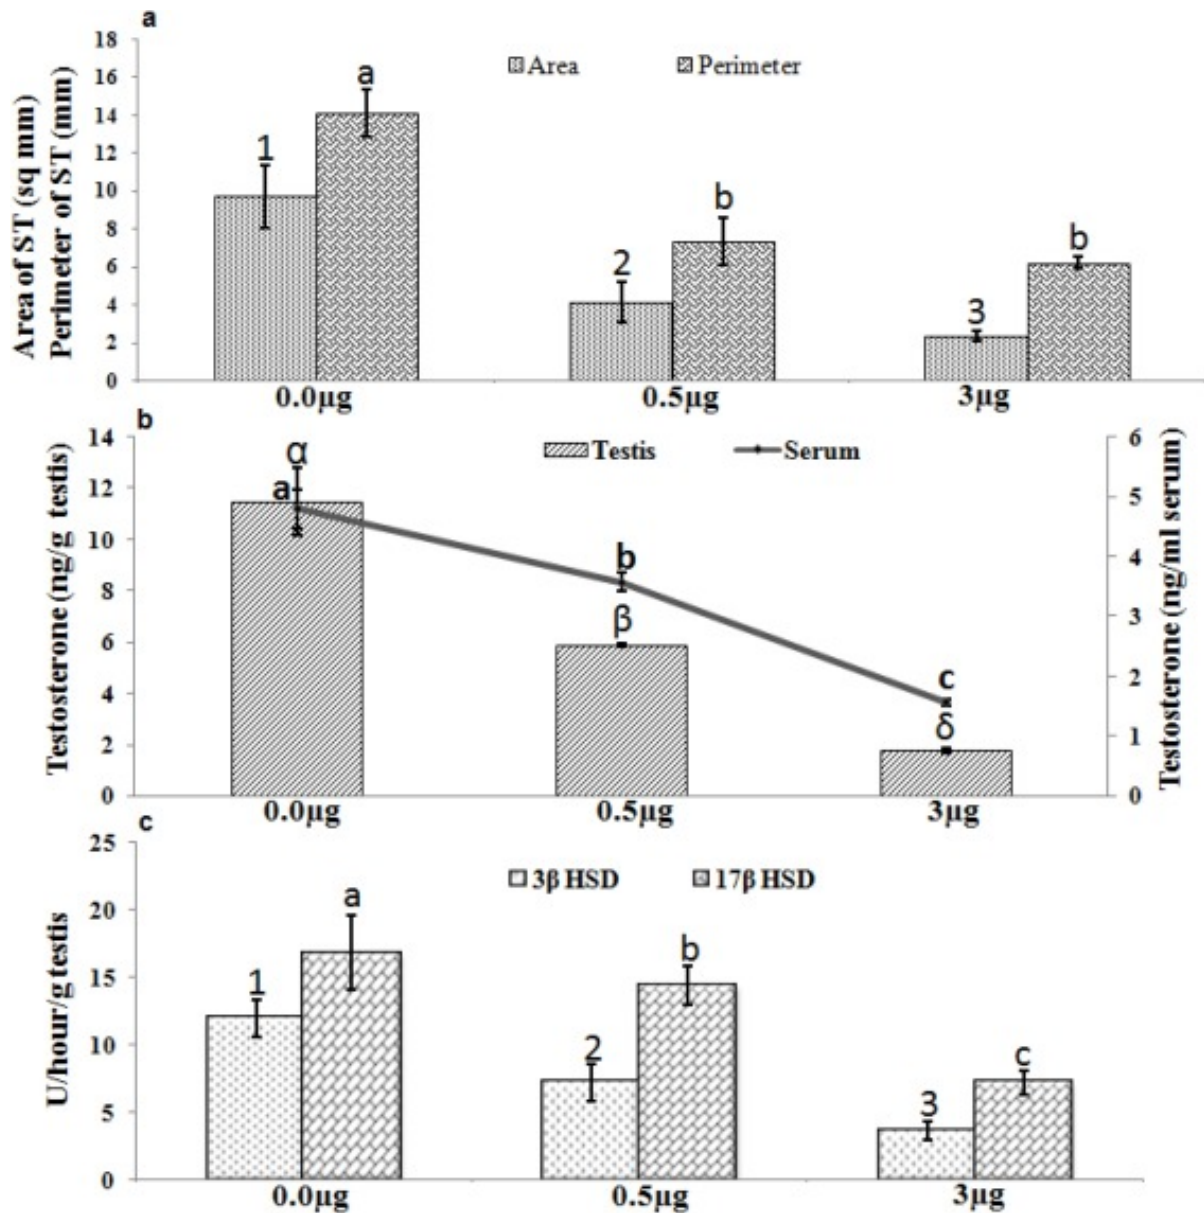 a
18
16
14
12
10
8
6
4
2
0
Area of ST (sq mm)
Perimeter of ST (mm)
Area
Perimeter
1
a
2
b
3
b
0.0μg
0.5μg
3μg
b
14
12
10
8
6
4
2
0
Testosterone (ng/g testis)
Testis
Serum
α
a
b
β
c
δ
6
5
4
3
2
1
0
Testosterone (ng/ml serum)
0.0μg
0.5μg
3μg
c
25
20
15
10
5
0
U/hour/g testis
3β HSD
17β HSD
1
a
2
b
3
c
0.0μg
0.5μg
3μg